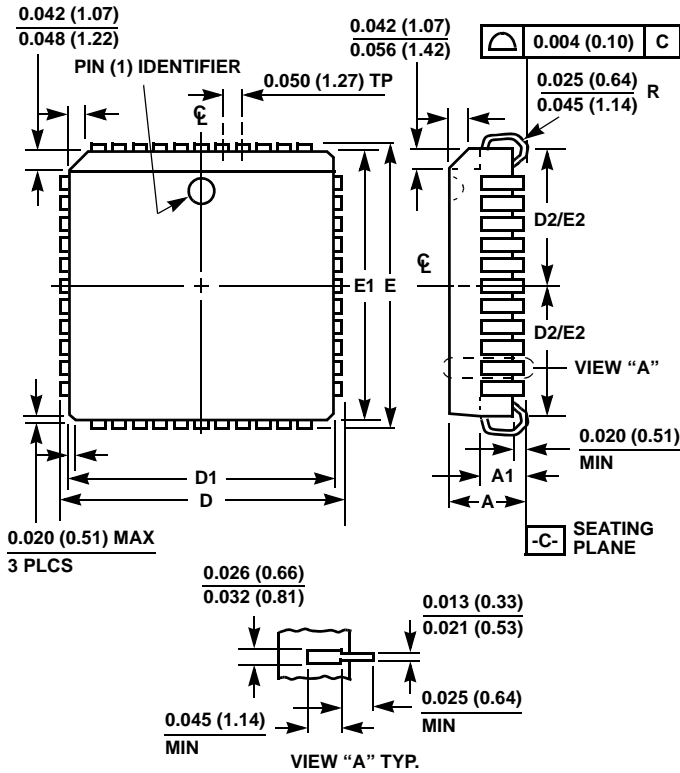 0.042 (1.07)
0.048 (1.22)
0.042 (1.07)
0.056 (1.42)
0.004 (0.10) C
PIN (1) IDENTIFIER
0.050 (1.27) TP
0.025 (0.64)
0.045 (1.14)
R
℄
℄
D2/E2
E1
E
D2/E2
VIEW “A”
0.020 (0.51)
MIN
D1
A1
D
A
0.020 (0.51) MAX
3 PLCS
-C-
SEATING
PLANE
0.026 (0.66)
0.032 (0.81)
0.013 (0.33)
0.021 (0.53)
0.045 (1.14)
MIN
0.025 (0.64)
MIN
VIEW “A” TYP.